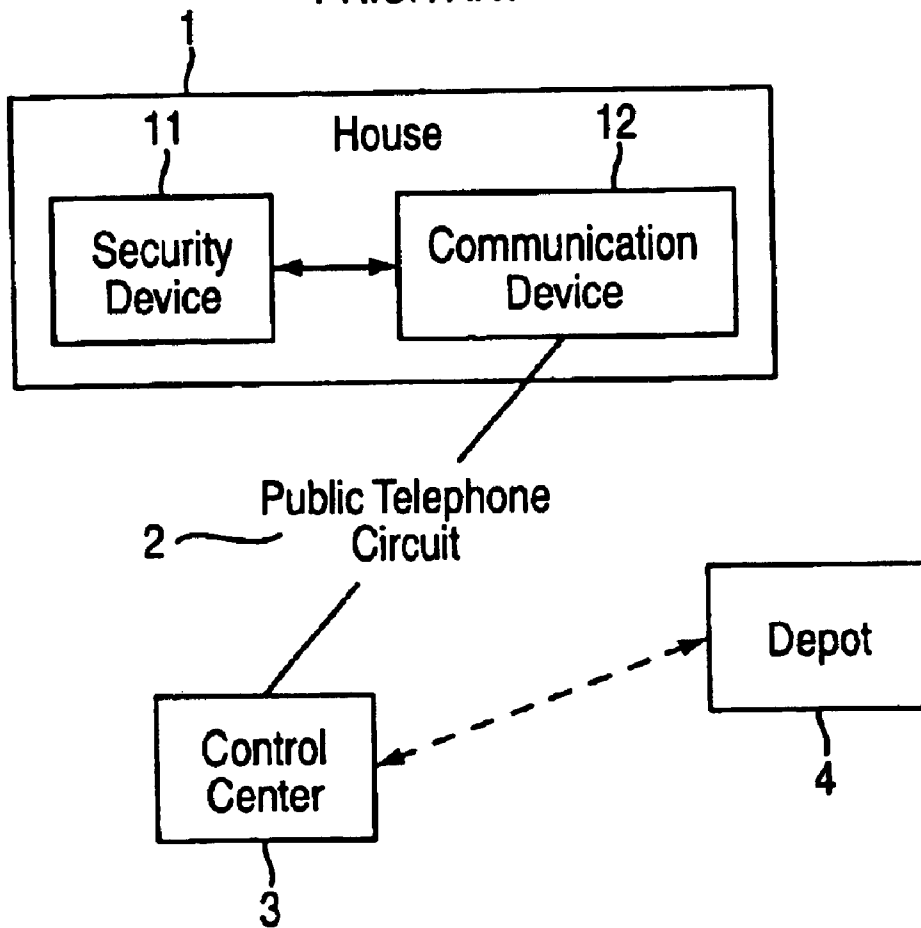 1
11
House
12
Security
Device
Communication
Device
Public Telephone
Circuit
2
Depot
4
Control
Center
3